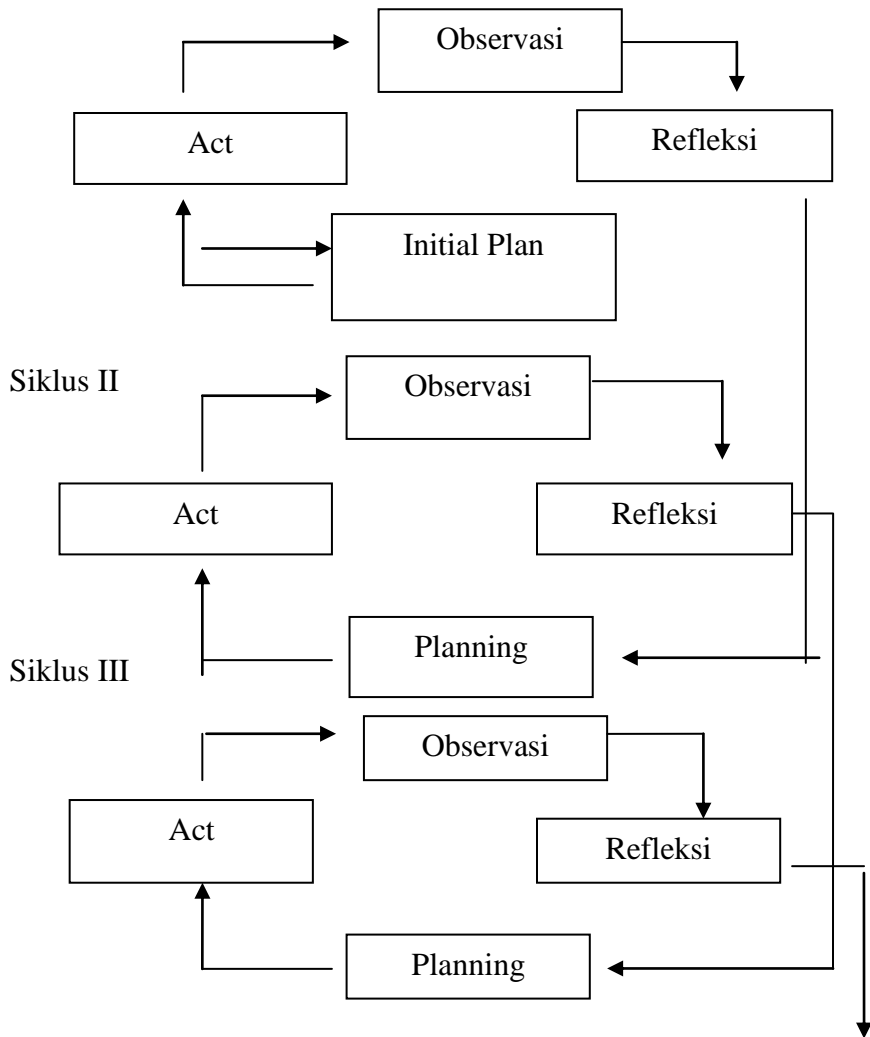 Observasi
Act
Refleksi
Initial Plan
Siklus II
Observasi
Act
Refleksi
Planning
Siklus III
Observasi
Act
Refleksi
Planning